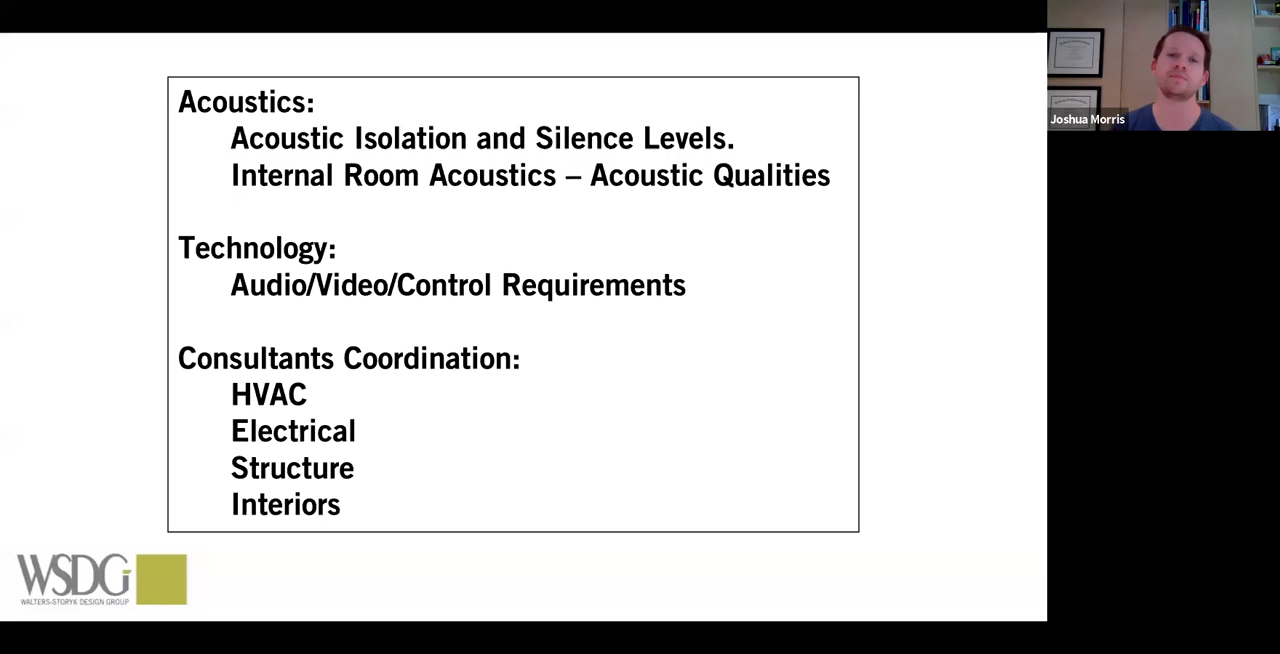 Acoustics:
Acoustic Isolation and Silence Levels.
Internal Room Acoustics – Acoustic Qualities
Technology:
Audio/Video/Control Requirements
Consultants Coordination:
HVAC
Electrical
Structure
Interiors
WSDG
WALTERS-STORYK DESIGN GROUP
Joshua Morris